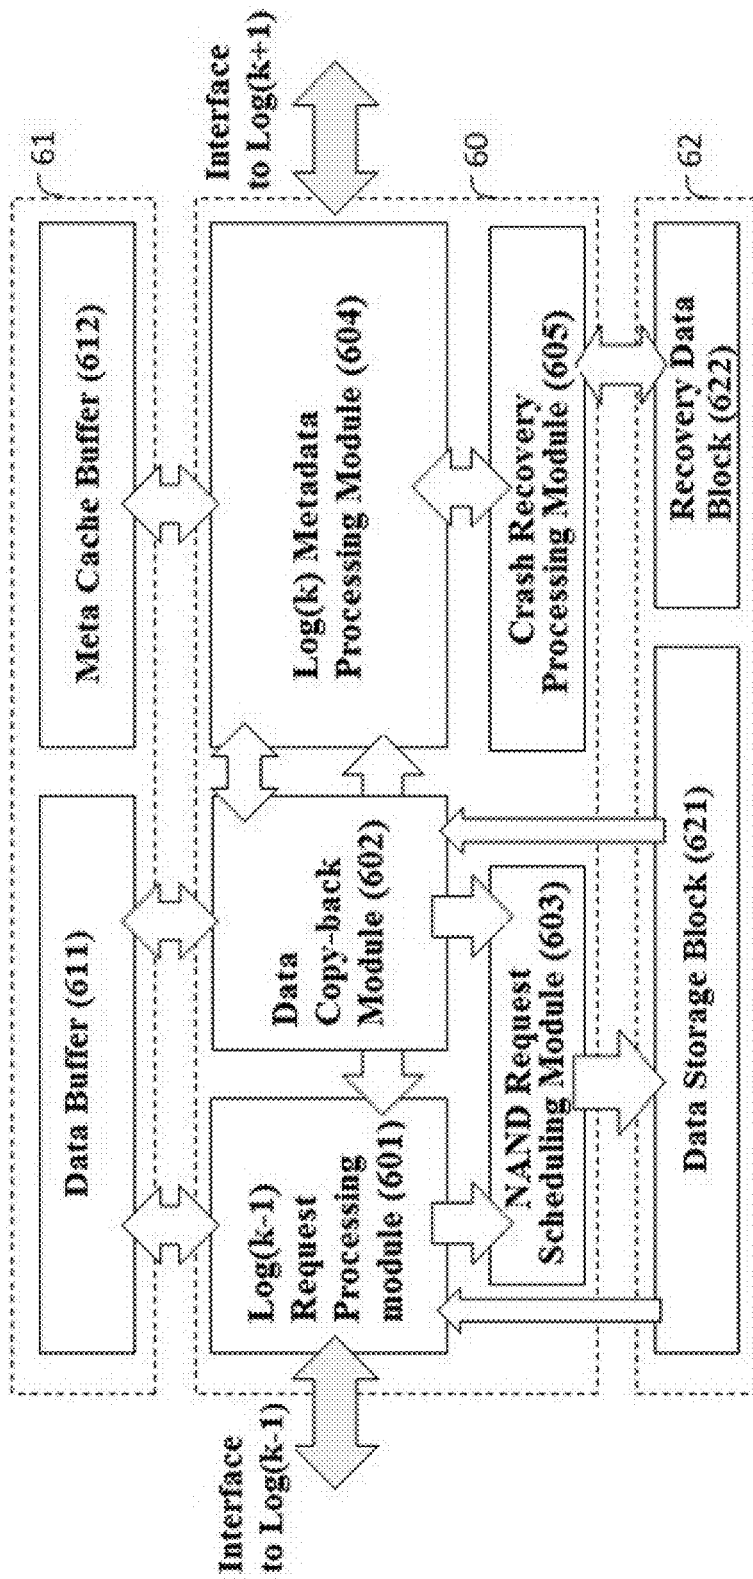 61
Data Buffer (611)
Meta Cache Buffer (612)
Interface
to Log(k-1)
Log(k-1)
Request
Processing
module (601)
Data
Copy-back
Module (602)
Log(k) Metadata
Processing Module (604)
Interface
to Log(k+1)
NAND Request
Scheduling Module (603)
Crash Recovery
Processing Module (605)
60
Data Storage Block (621)
Recovery Data
Block (622)
62